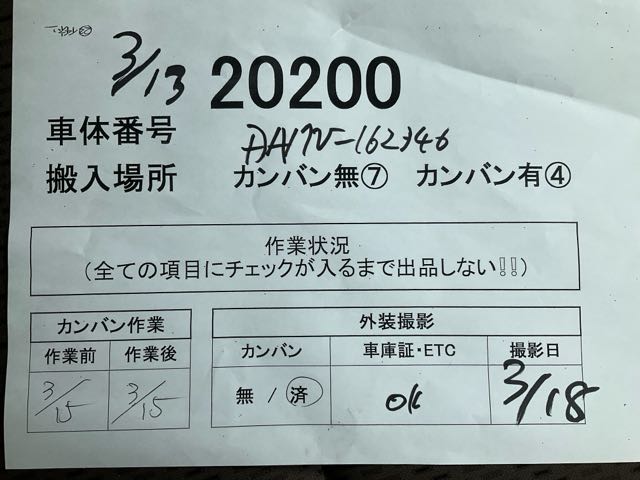 3/13 20200
車体番号 DA17V-162346
搬入場所 カンバン無⑦ カンバン有④
作業状況
(全ての項目にチェックが入るまで出品しない!!)
カンバン作業
作業前 作業後
3/15 3/15
外装撮影
カンバン 車庫証・ETC 撮影日
無 / 済 OK 3/18